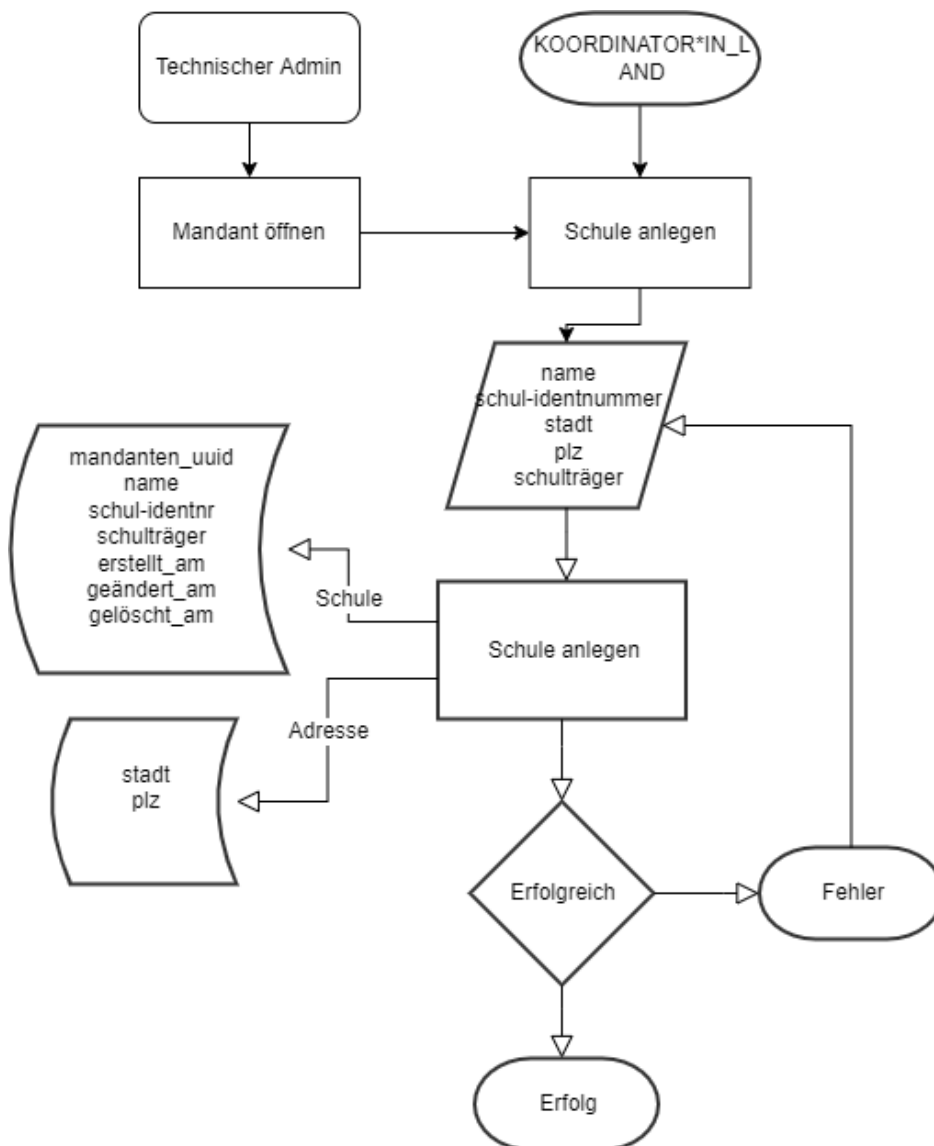 Technischer Admin
KOORDINATOR*IN_L
AND
Mandant öffnen
Schule anlegen
name
schul-identnummer
stadt
plz
schulträger
mandanten_uuid
name
schul-identnr
schulträger
erstellt_am
geändert_am
gelöscht_am
Schule
Schule anlegen
Adresse
stadt
plz
Erfolgreich
Fehler
Erfolg